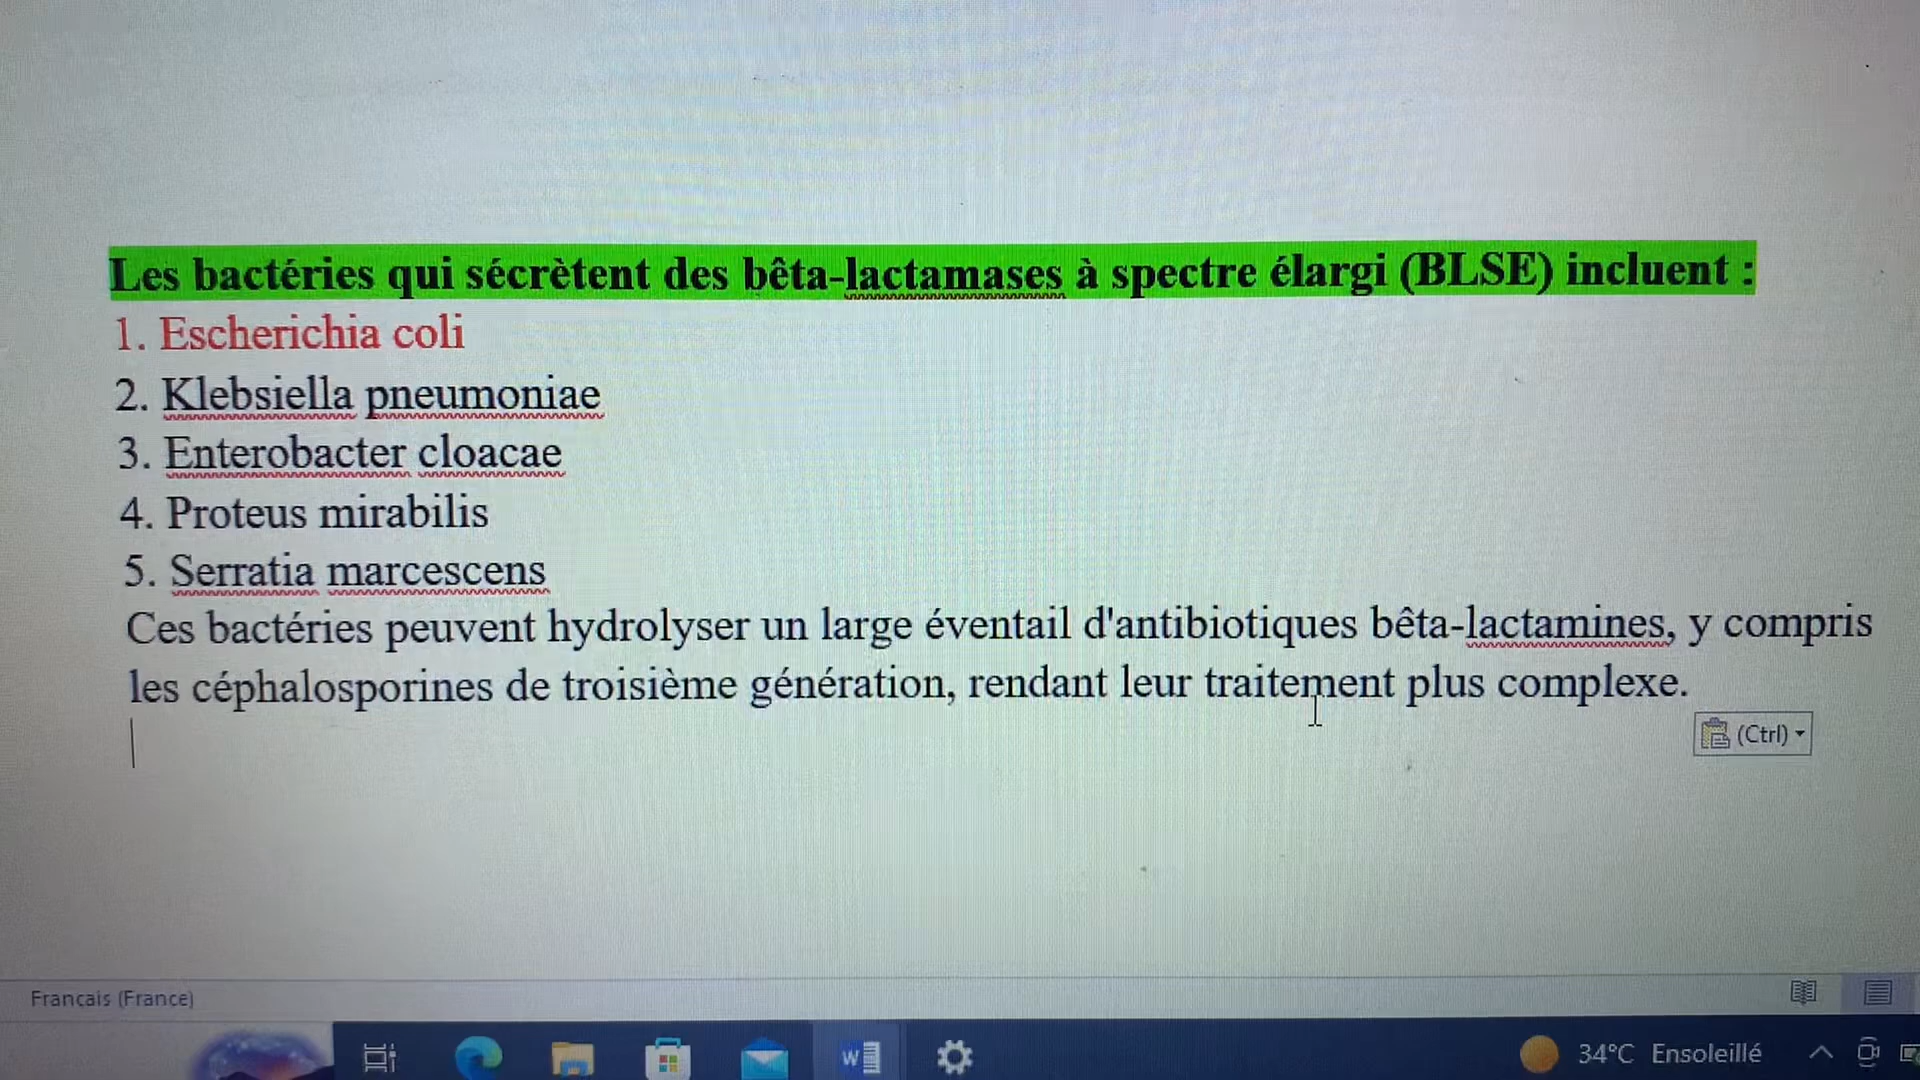 Les bactéries qui sécrètent des bêta-lactamases à spectre élargi (BLSE) incluent :
1. Escherichia coli
2. Klebsiella pneumoniae
3. Enterobacter cloacae
4. Proteus mirabilis
5. Serratia marcescens
Ces bactéries peuvent hydrolyser un large éventail d'antibiotiques bêta-lactamines, y compris
les céphalosporines de troisième génération, rendant leur traitement plus complexe.
(Ctrl)
Français (France)
W
34°C Ensoleillé